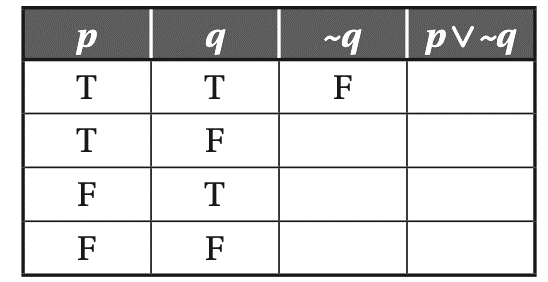 p q ~q p∨~q
T T F
T F
F T
F F